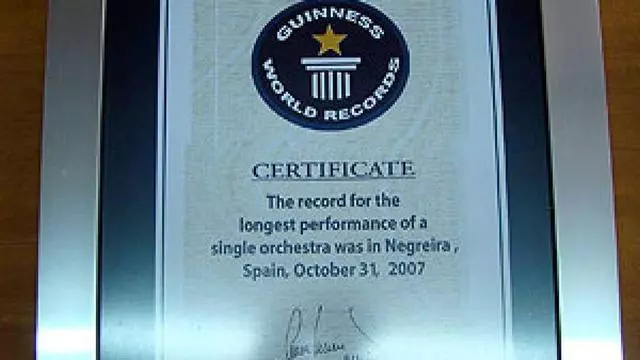 GUINNESS
WORLD RECORDS
CERTIFICATE
The record for the
longest performance of a
single orchestra was in Negreira ,
Spain, October 31, 2007